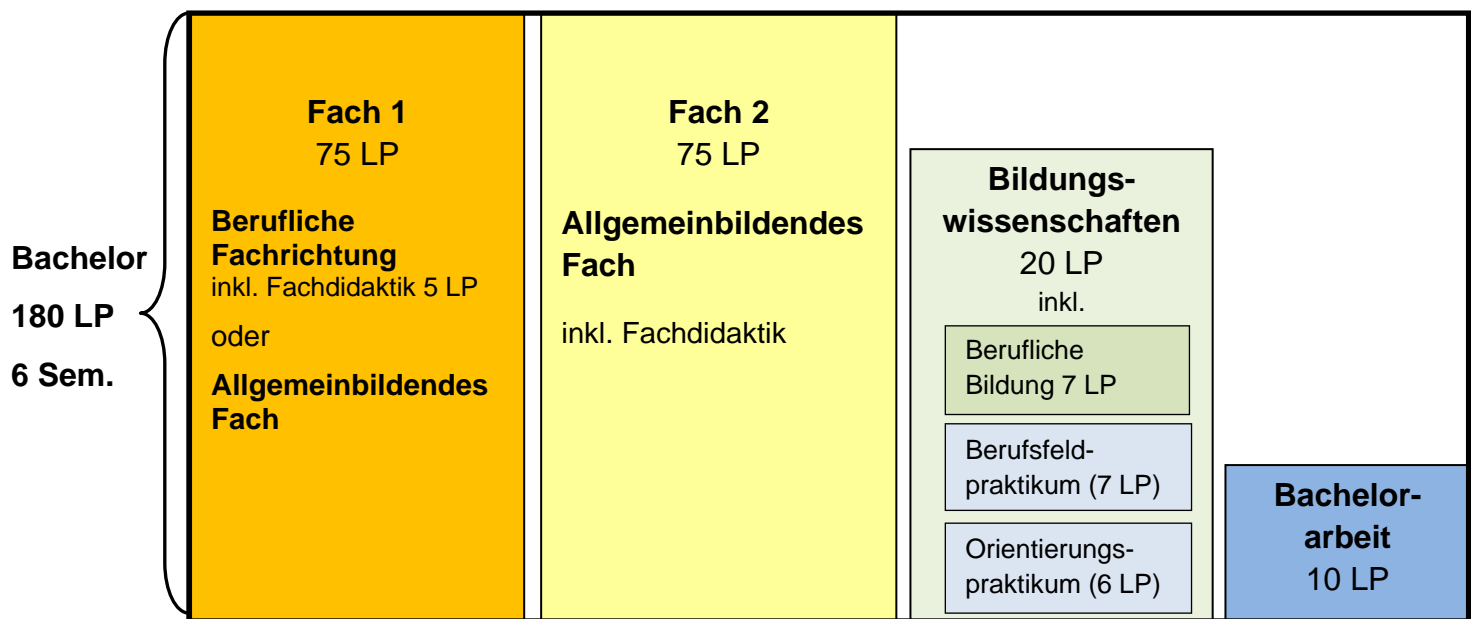 Bachelor
180 LP
6 Sem.
Fach 1
75 LP
Berufliche
Fachrichtung
inkl. Fachdidaktik 5 LP
oder
Allgemeinbildendes
Fach
Fach 2
75 LP
Allgemeinbildendes
Fach
inkl. Fachdidaktik
Bildungs-
wissenschaften
20 LP
inkl.
Berufliche
Bildung 7 LP
Berufsfeld-
praktikum (7 LP)
Orientierungs-
praktikum (6 LP)
Bachelor-
arbeit
10 LP